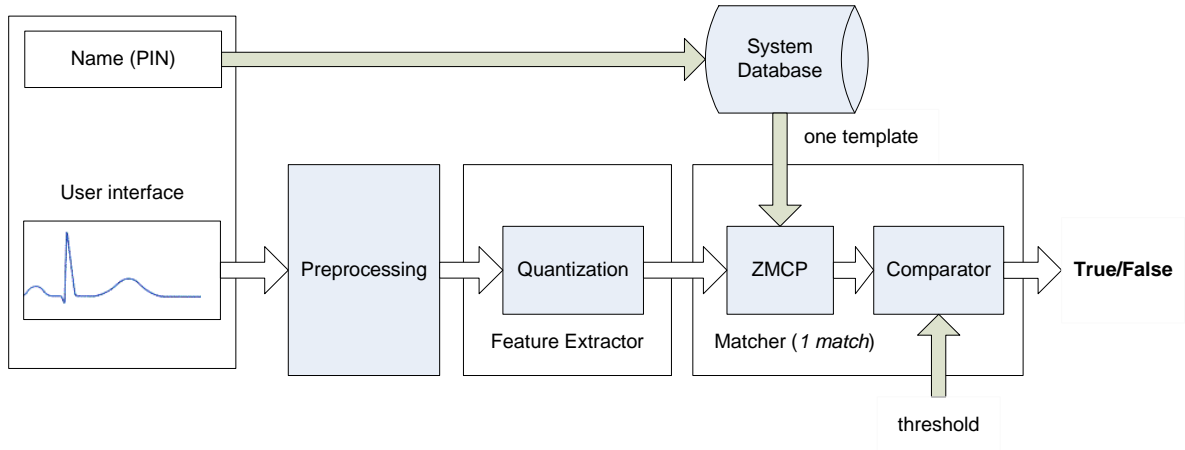 Name (PIN)
System
Database
one template
User interface
Preprocessing
Quantization
ZMCP
Comparator
True/False
Feature Extractor
Matcher (1 match)
threshold